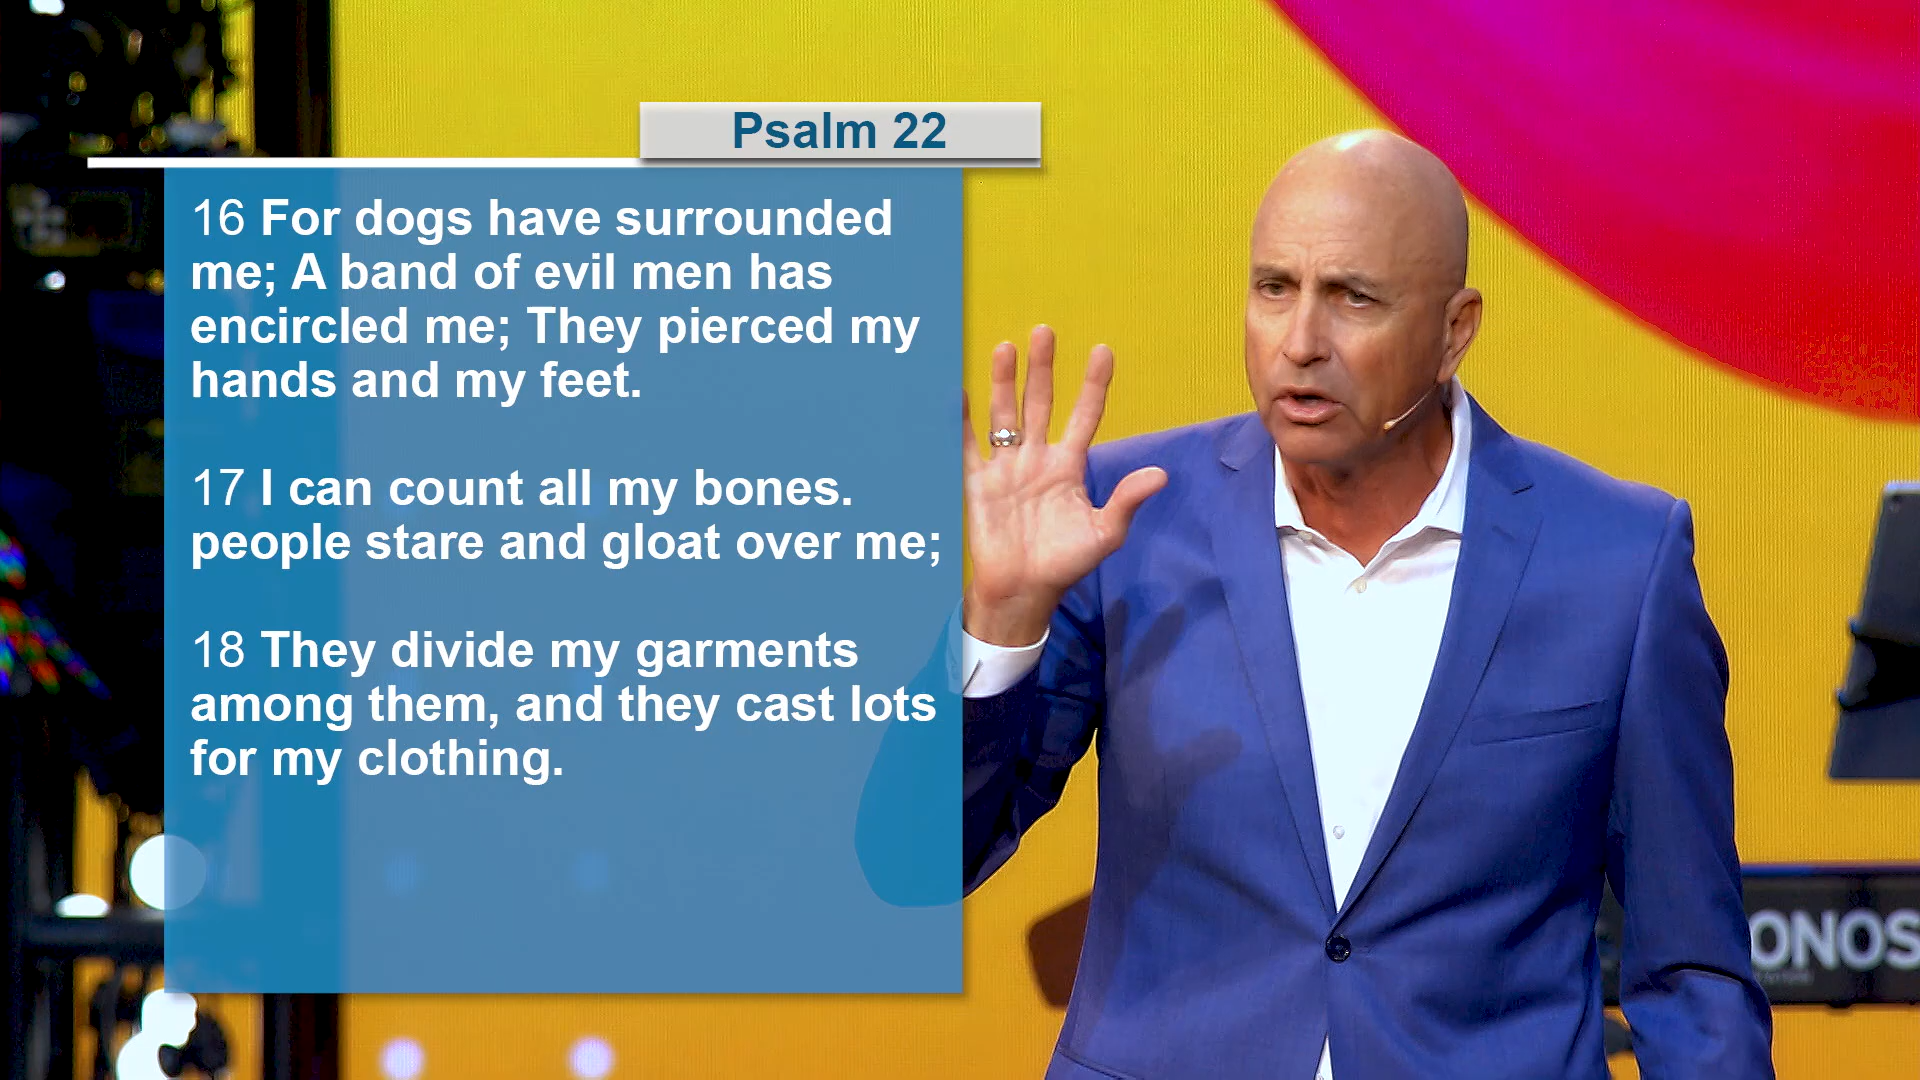 Psalm 22
16 For dogs have surrounded
me; A band of evil men has
encircled me; They pierced my
hands and my feet.
17 I can count all my bones.
people stare and gloat over me;
18 They divide my garments
among them, and they cast lots
for my clothing.
ONOS